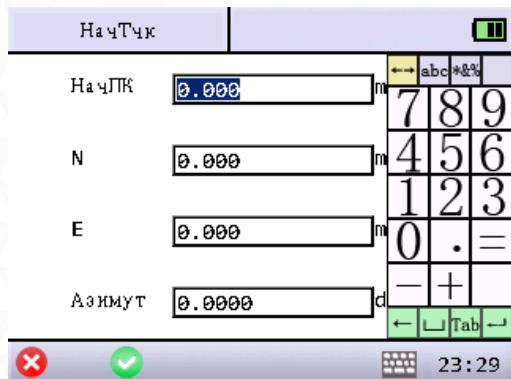 НачТчк
НачПК 0.000 m
N 0.000 m
E 0.000 m
Азимут 0.0000 d
←→ abc *&%
7 8 9
4 5 6
1 2 3
0 . =
- +
← ⌴ Tab ↵
23:29